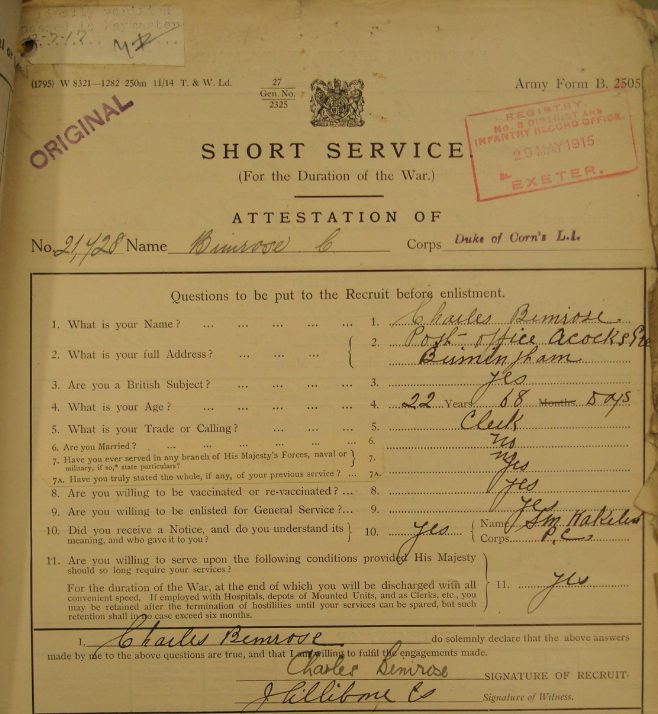 (1795) W 8321—1282 250m 11/14 T. & W. Ld.
27
Gen. No.
2325
Army Form B. 2505
ORIGINAL
REGISTRY.
No. 8 DISTRICT AND
INFANTRY RECORD OFFICE.
29 MAY 1915
EXETER.
SHORT SERVICE.
(For the Duration of the War.)
ATTESTATION OF
No. 21428 Name Bimrose C Corps Duke of Corn's L.I.
Questions to be put to the Recruit before enlistment.
1. What is your Name? ... ... ... ... 1. Charles Bemrose
2. What is your full Address? ... ... ... 2. Post-office Acocks
Birmingham
3. Are you a British Subject? ... ... ... 3. yes
4. What is your Age? ... ... ... ... 4. 22 Years 68 Months Days
5. What is your Trade or Calling? ... ... ... 5. Clerk
6. Are you Married? ... ... ... ... 6. No
7. Have you ever served in any branch of His Majesty's Forces, naval or military, if so,* state particulars? 7. no
7A. Have you truly stated the whole, if any, of your previous service? ... 7A. yes
8. Are you willing to be vaccinated or re-vaccinated? ... 8. yes
9. Are you willing to be enlisted for General Service? ... 9. yes
10. Did you receive a Notice, and do you understand its meaning, and who gave it to you? 10. yes Name
Corps P.C.
11. Are you willing to serve upon the following conditions provided His Majesty
should so long require your services?
For the duration of the War, at the end of which you will be discharged with all
convenient speed. If employed with Hospitals, depots of Mounted Units, and as Clerks, etc., you
may be retained after the termination of hostilities until your services can be spared, but such
retention shall in no case exceed six months.
11. yes
I, Charles Bemrose do solemnly declare that the above answers
made by me to the above questions are true, and that I am willing to fulfil the engagements made.
Charles Bemrose SIGNATURE OF RECRUIT.
Signature of Witness.